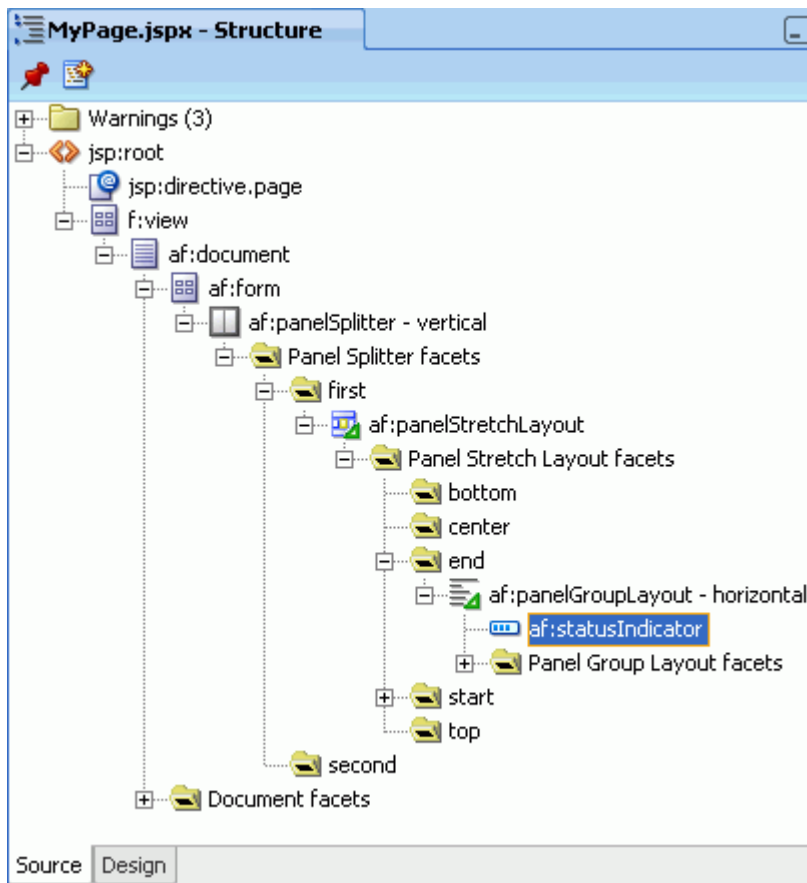 MyPage.jspx - Structure
Warnings (3)
jsp:root
jsp:directive.page
f:view
af:document
af:form
af:panelSplitter - vertical
Panel Splitter facets
first
af:panelStretchLayout
Panel Stretch Layout facets
bottom
center
end
af:panelGroupLayout - horizontal
af:statusIndicator
Panel Group Layout facets
start
top
second
Document facets
Source Design